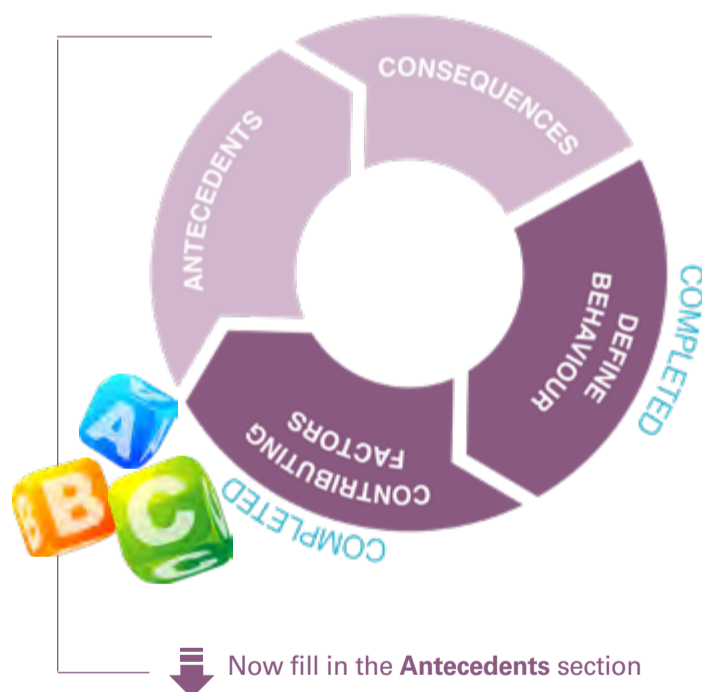 CONSEQUENCES
ANTECEDENTS
DEFINE
BEHAVIOUR
COMPLETED
CONTRIBUTING
FACTORS
COMPLETED
A
B
B
C
C
Now fill in the Antecedents section